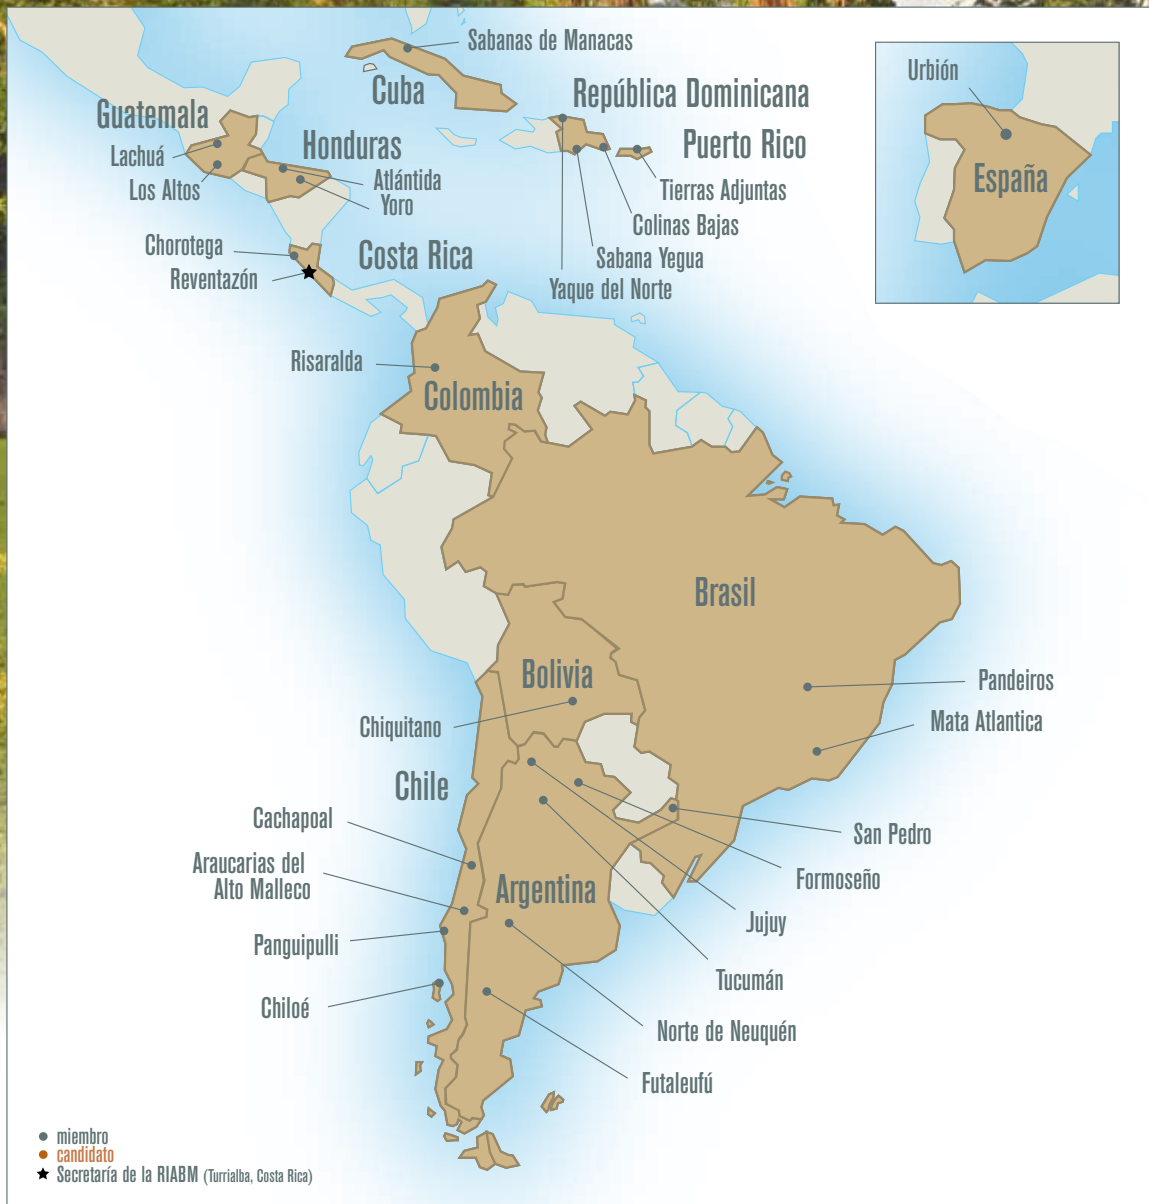 Sabanas de Manacas
Cuba
República Dominicana
Guatemala
Lachuá
Los Altos
Honduras
Atlántida
Yoro
Puerto Rico
Tierras Adjuntas
Colinas Bajas
Sabana Yegua
Yaque del Norte
Urbión
España
Chorotega
Reventazón
Costa Rica
Risaralda
Colombia
Brasil
Bolivia
Chiquitano
Pandeiros
Mata Atlantica
Chile
Cachapoal
Araucarias del
Alto Malleco
Panguipulli
Chiloé
Argentina
San Pedro
Formoseño
Jujuy
Tucumán
Norte de Neuquén
Futaleufú
miembro
candidato
Secretaría de la RIABM (Turrialba, Costa Rica)